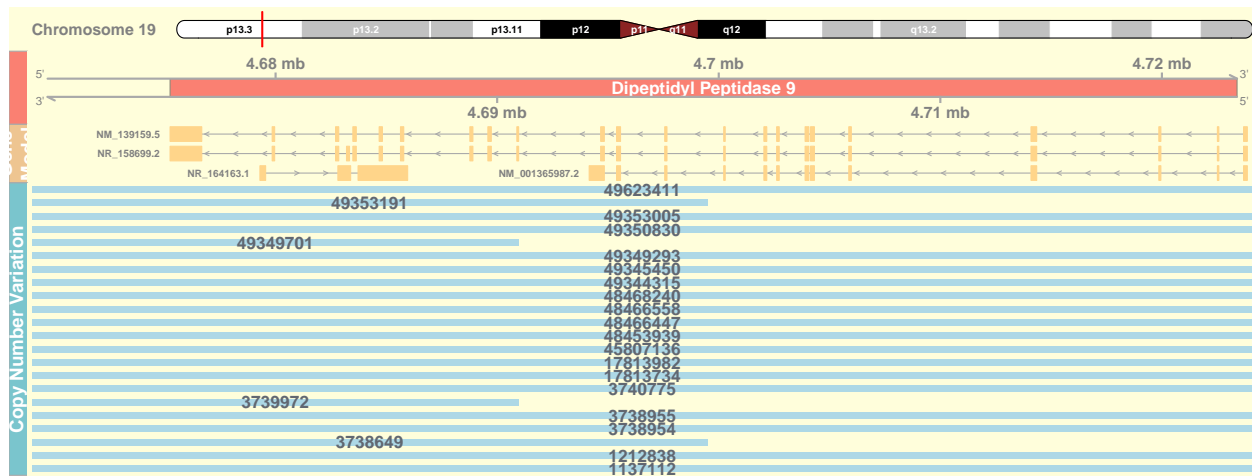 Chromosome 19
p13.3 p13.2 p13.11 p12 p11 q11 q12 q13.2
4.68 mb 4.7 mb 4.72 mb
5' 3'
Dipeptidyl Peptidase 9
3' 5'
4.69 mb 4.71 mb
Model
NM_139159.5
NR_158699.2
NR_164163.1 NM_001365987.2
Copy Number Variation
49623411
49353191
49353005
49350830
49349701
49349293
49345450
49344315
48468240
48466558
48466447
48453939
45807136
17813982
17813734
3740775
3739972
3738955
3738954
3738649
1212838
1137112